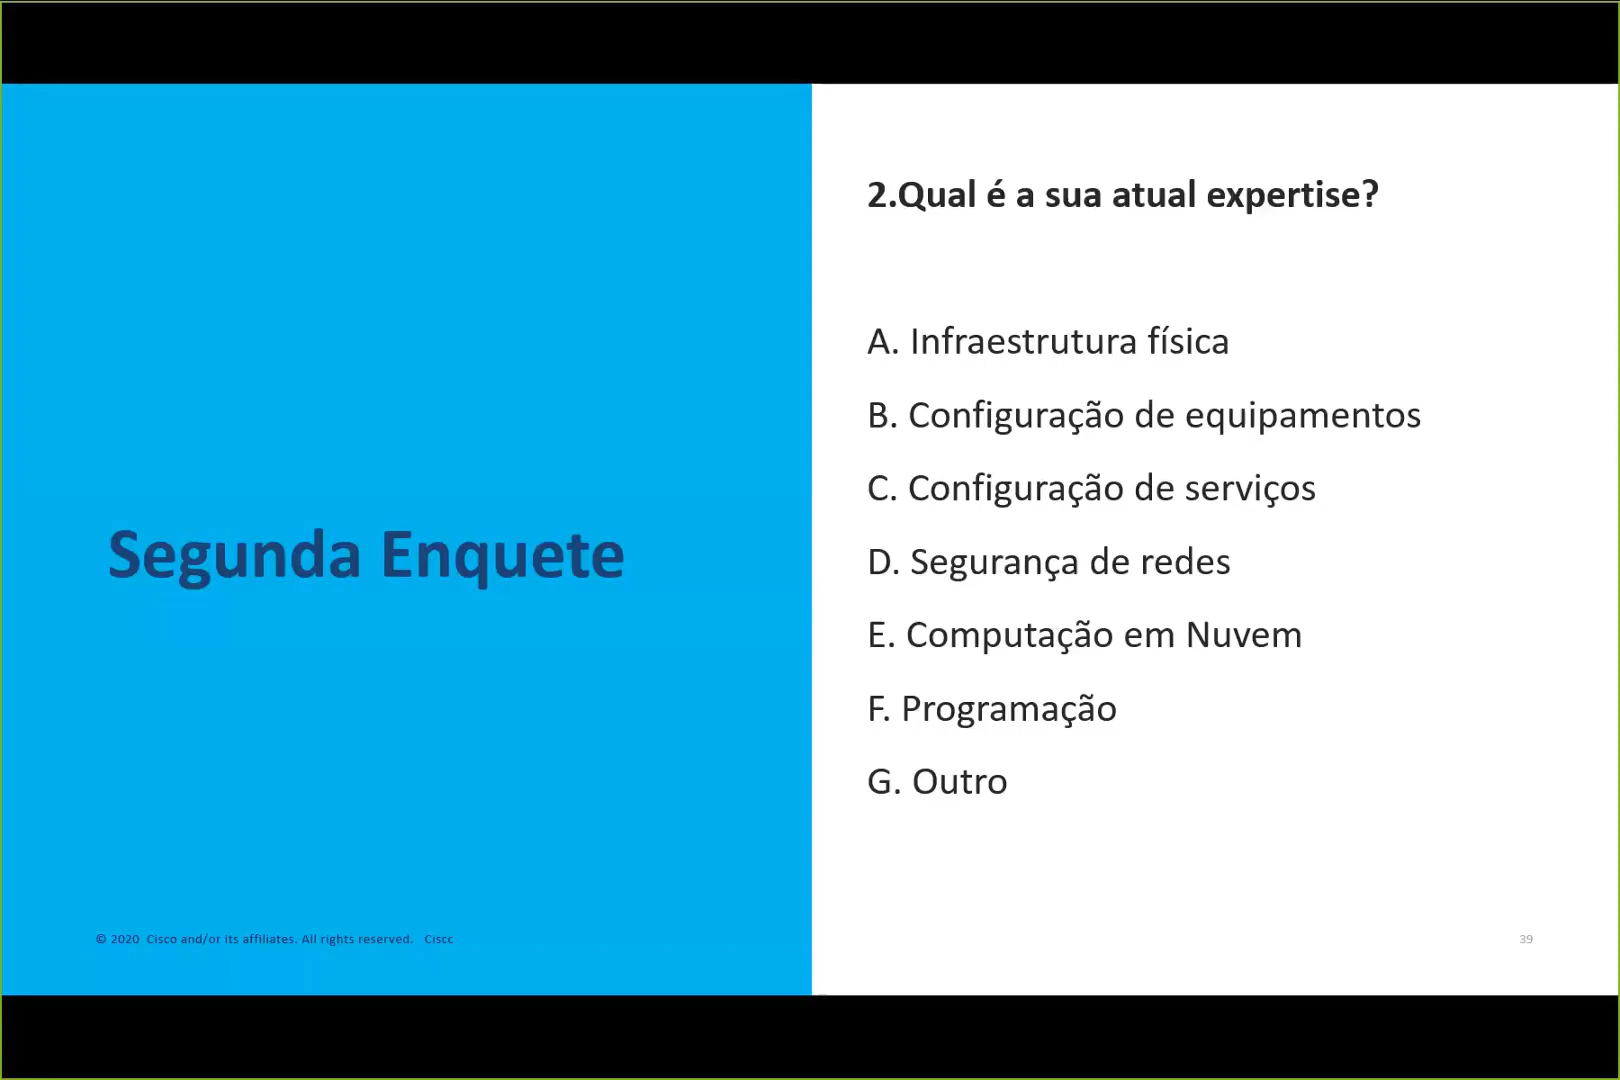 2.Qual é a sua atual expertise?
A. Infraestrutura física
B. Configuração de equipamentos
C. Configuração de serviços
D. Segurança de redes
E. Computação em Nuvem
F. Programação
G. Outro
Segunda Enquete
© 2020 Cisco and/or its affiliates. All rights reserved. Ciscc
39